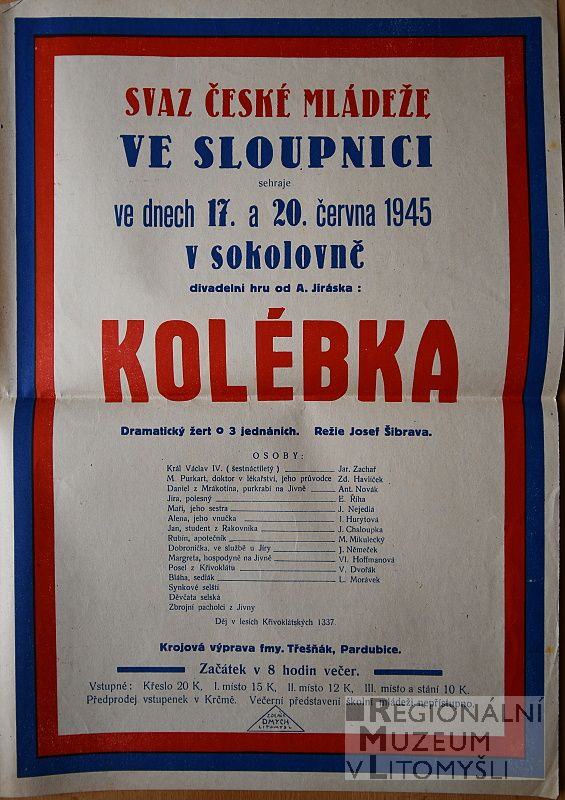 SVAZ ČESKÉ MLÁDEŽE
VE SLOUPNICI
sehraje
ve dnech 17. a 20. června 1945
v sokolovně
divadelní hru od A. Jiráska :
KOLÉBKA
Dramatický žert o 3 jednáních. Režie Josef Šibrava.
OSOBY:
Král Václav IV. ( šestnáctiletý ) Jar. Zachař
M. Purkart, doktor v lékařství, jeho průvodce Zd. Havlíček
Daniel z Mrákotína, purkrabí na Jivně Ant. Novák
Jíra, polesný E. Říha
Maří, jeho sestra J. Nejedlá
Alena, jeho vnučka I. Hurytová
Jan, student z Rakovníka J. Chaloupka
Rubín, apotečník M. Mikulecký
Dobronička, ve službě u Jíry J. Němeček
Margreta, hospodyně na Jivně Vl. Hoffmanová
Posel z Křivoklátu V. Dvořák
Bláha, sedlák L. Morávek
Synkové selští
Děvčata selská
Zbrojní pacholci z Jivny
Děj v lesích Křivoklátských 1337.
Krojová výprava fmy. Třešňák, Pardubice.
Začátek v 8 hodin večer.
Vstupné: Křeslo 20 K, I. místo 15 K, II. místo 12 K, III. místo a stání 10 K.
Předprodej vstupenek v Krčmě. Večerní představení školní mládeži nepřístupno.
DMYCH
LITOMYŠL
REGIONÁLNÍ
MUZEUM
V LITOMYŠLI